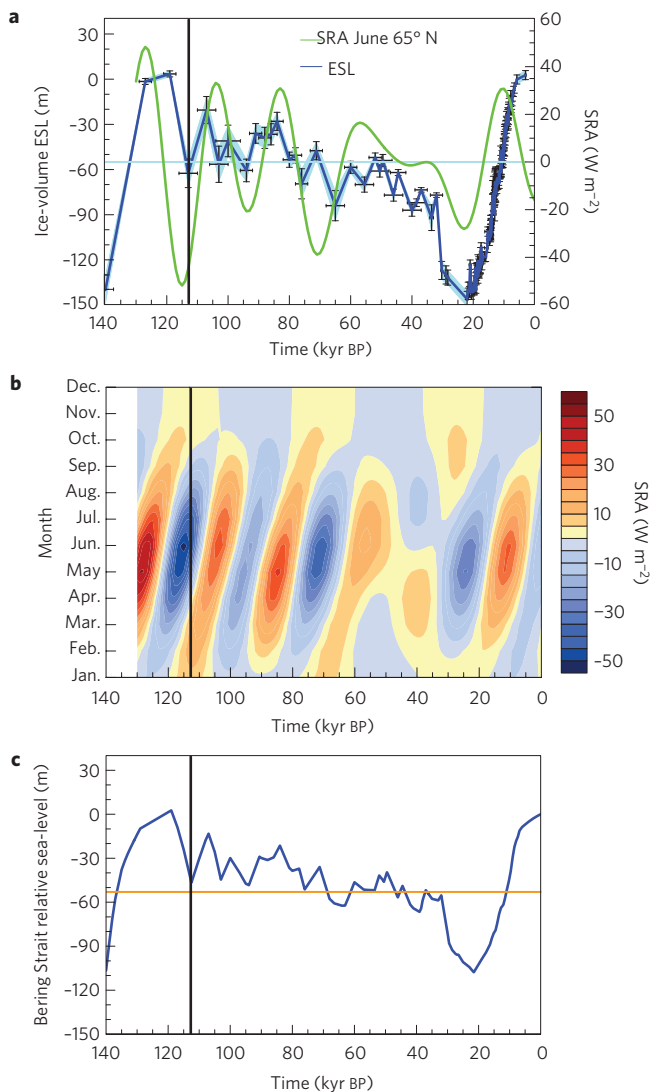 a
SRA June 65° N
ESL
30
0
-30
-60
-90
-120
-150
Ice-volume ESL (m)
60
40
20
0
-20
-40
-60
SRA (W m⁻²)
140 120 100 80 60 40 20 0
Time (kyr BP)
b
Dec.
Nov.
Oct.
Sep.
Aug.
Jul.
Jun.
May
Apr.
Mar.
Feb.
Jan.
Month
140 120 100 80 60 40 20 0
Time (kyr BP)
50
30
10
-10
-30
-50
SRA (W m⁻²)
c
30
0
-30
-60
-90
-120
-150
Bering Strait relative sea-level (m)
140 120 100 80 60 40 20 0
Time (kyr BP)